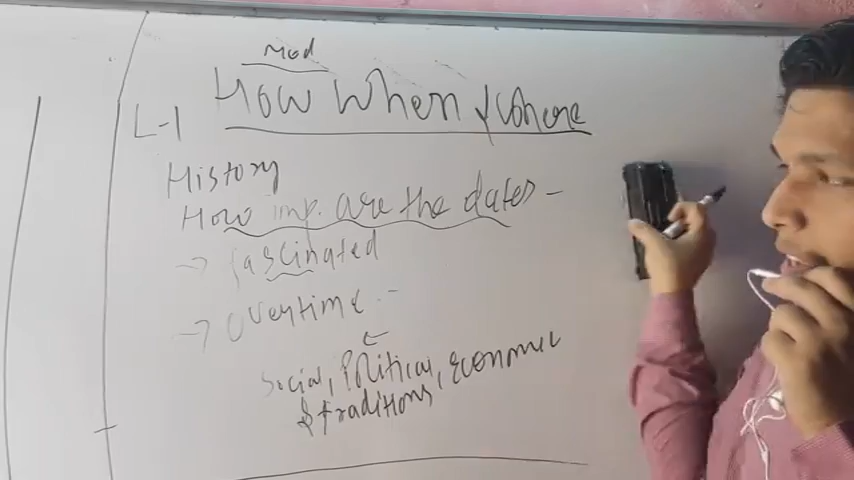 Mod
L-1 How When & Where
History
How imp. are the dates -
→ fascinated
→ Overtime -
Social, Political, Economic
& traditions